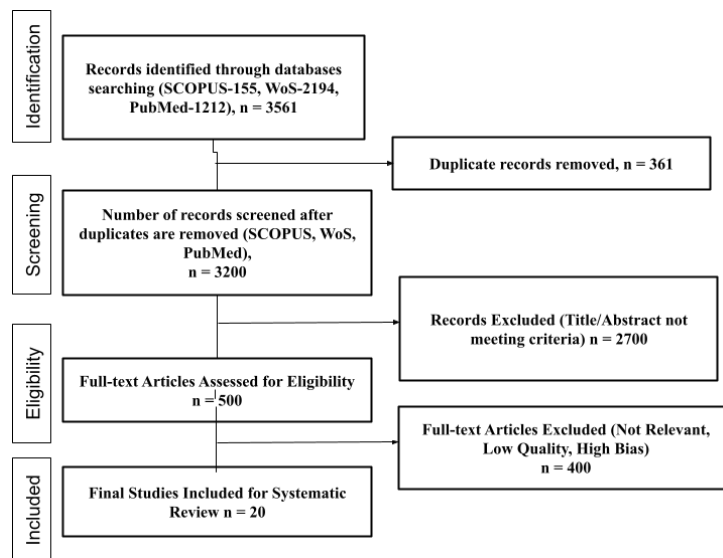 Identification
Records identified through databases
searching (SCOPUS-155, WoS-2194,
PubMed-1212), n = 3561
Duplicate records removed, n = 361
Screening
Number of records screened after
duplicates are removed (SCOPUS, WoS,
PubMed),
n = 3200
Records Excluded (Title/Abstract not
meeting criteria) n = 2700
Eligibility
Full-text Articles Assessed for Eligibility
n = 500
Full-text Articles Excluded (Not Relevant,
Low Quality, High Bias)
n = 400
Included
Final Studies Included for Systematic
Review n = 20